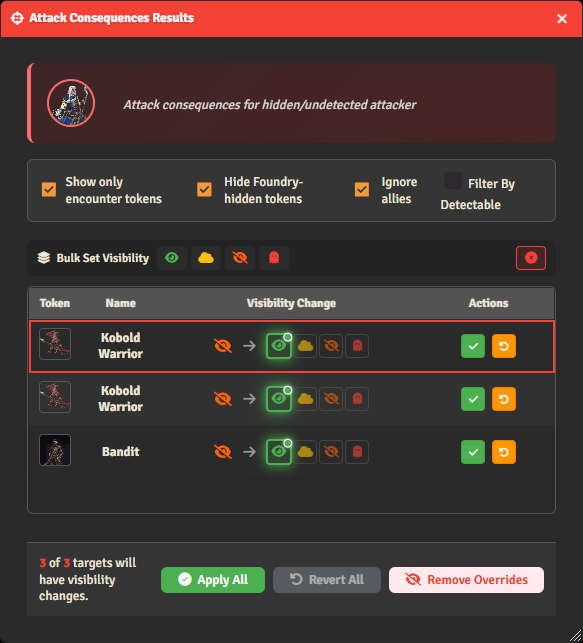 Attack Consequences Results
Attack consequences for hidden/undetected attacker
Show only
encounter tokens
Hide Foundry-
hidden tokens
Ignore
allies
Filter By
Detectable
Bulk Set Visibility
Token Name Visibility Change Actions
Kobold
Warrior
Kobold
Warrior
Bandit
3 of 3 targets will
have visibility
changes.
Apply All
Revert All
Remove Overrides